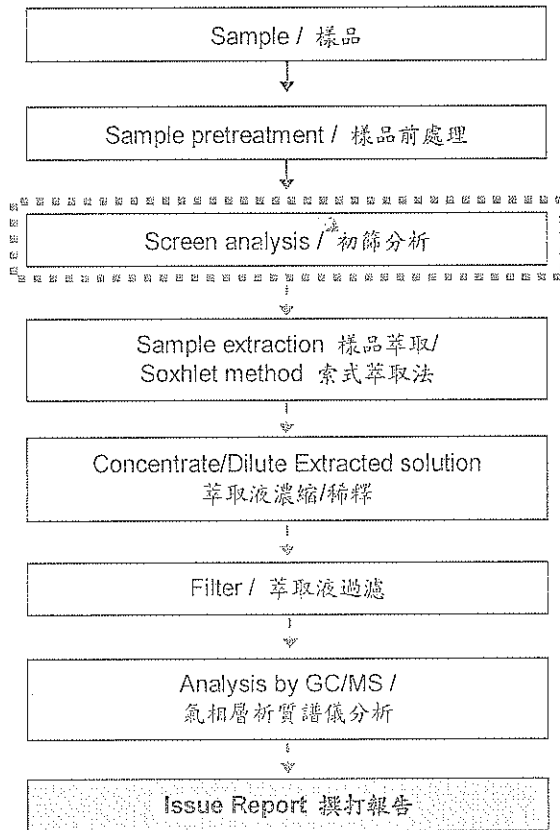 Sample / 樣品
Sample pretreatment / 樣品前處理
Screen analysis / 初篩分析
Sample extraction 樣品萃取/
Soxhlet method 索式萃取法
Concentrate/Dilute Extracted solution
萃取液濃縮/稀釋
Filter / 萃取液過濾
Analysis by GC/MS /
氣相層析質譜儀分析
Issue Report 撰打報告